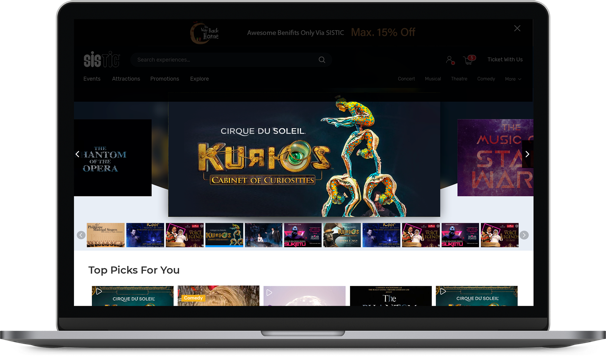 The Rock Zone
Awesome Benfits Only Via SISTIC Max. 15% Off
sistic
Search experiences...
Ticket With Us
Events Attractions Promotions Explore
Concert Musical Theatre Comedy More
THE
PHANTOM
OF THE
OPERA
CIRQUE DU SOLEIL
KURIOS
CABINET OF CURIOSITIES
THE
MUSIC OF
STAR
WARS
Top Picks For You
CIRQUE DU SOLEIL
Comedy
The
CIRQUE DU SOLEIL